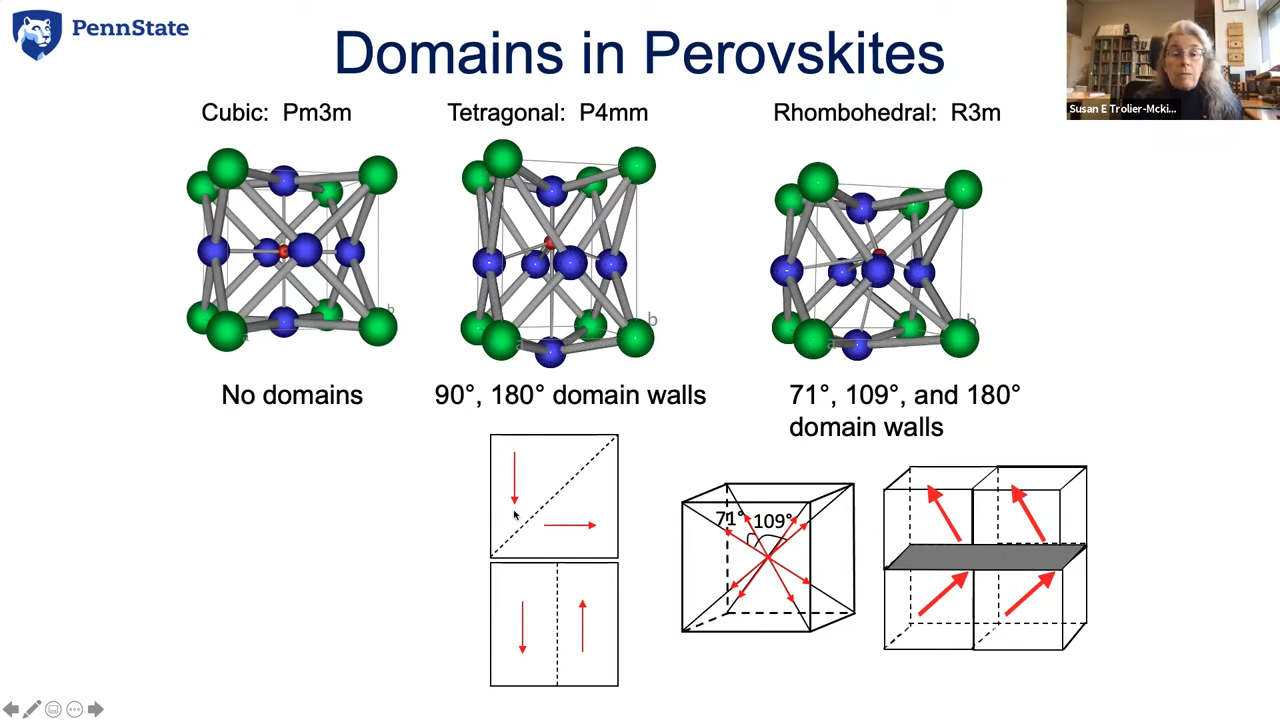 PennState
Domains in Perovskites
Susan E Trolier-Mcki...
Cubic: Pm3m
Tetragonal: P4mm
Rhombohedral: R3m
a
b
a
b
a
b
No domains
90°, 180° domain walls
71°, 109°, and 180°
domain walls
71°
109°